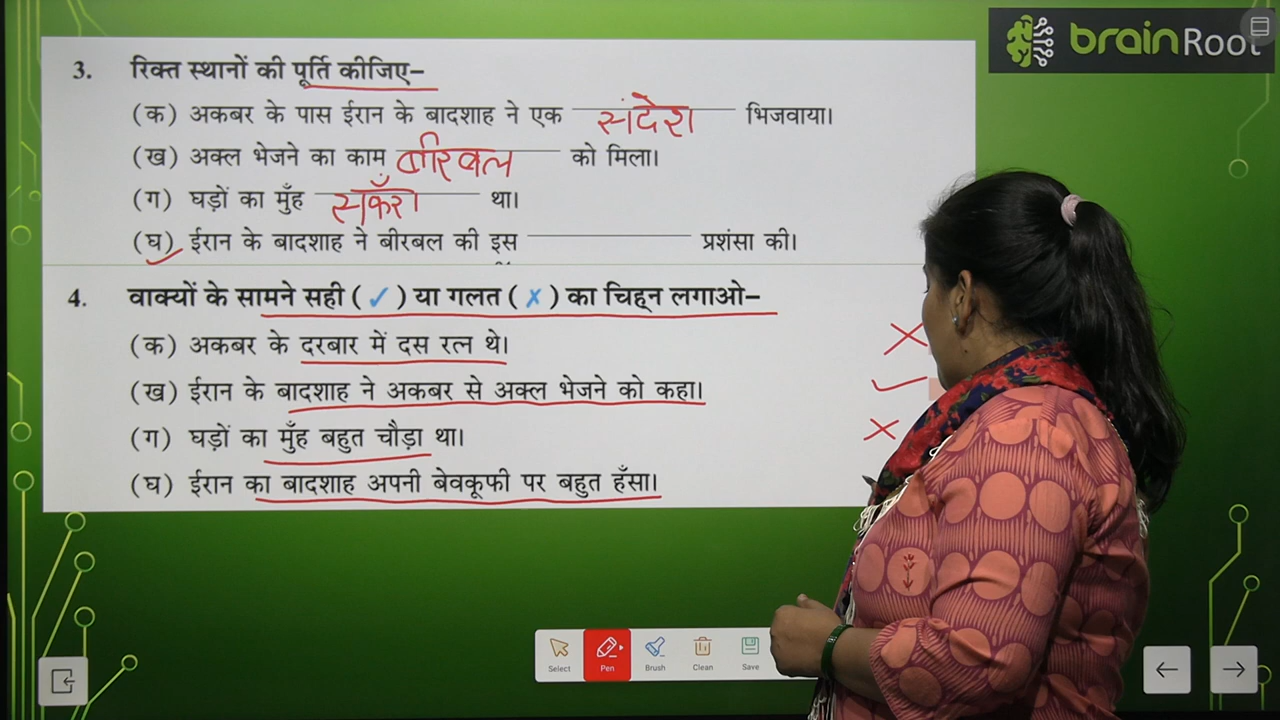 brainRoot
3. रिक्त स्थानों की पूर्ति कीजिए–
(क) अकबर के पास ईरान के बादशाह ने एक संदेश भिजवाया।
(ख) अक्ल भेजने का काम बीरबल को मिला।
(ग) घड़ों का मुँह सँकरा था।
(घ) ईरान के बादशाह ने बीरबल की इस ________ प्रशंसा की।
4. वाक्यों के सामने सही (✓) या गलत (✗) का चिह्न लगाओ–
(क) अकबर के दरबार में दस रत्न थे। ✗
(ख) ईरान के बादशाह ने अकबर से अक्ल भेजने को कहा। ✓
(ग) घड़ों का मुँह बहुत चौड़ा था। ✗
(घ) ईरान का बादशाह अपनी बेवकूफी पर बहुत हँसा।
Select Pen Brush Clean Save